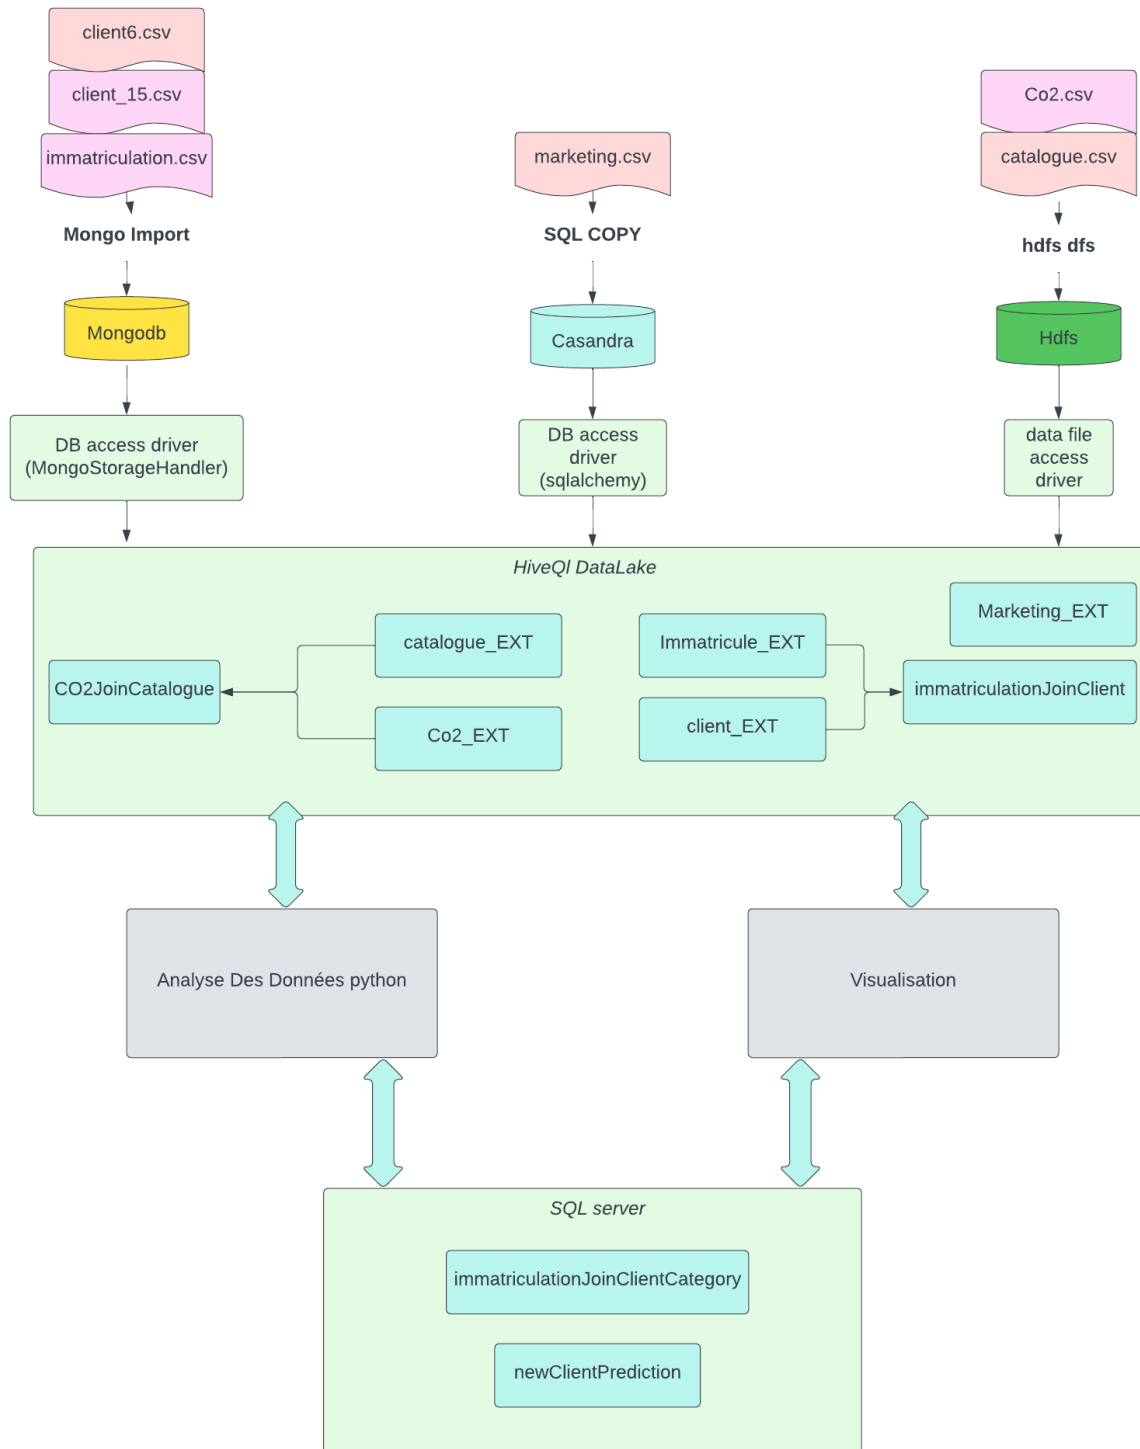 client6.csv
client_15.csv
immatriculation.csv
Mongo Import
Mongodb
DB access driver
(MongoStorageHandler)
marketing.csv
SQL COPY
Casandra
DB access
driver
(sqlalchemy)
Co2.csv
catalogue.csv
hdfs dfs
Hdfs
data file
access
driver
HiveQl DataLake
CO2JoinCatalogue
catalogue_EXT
Co2_EXT
Immatricule_EXT
client_EXT
Marketing_EXT
immatriculationJoinClient
Analyse Des Données python
Visualisation
SQL server
immatriculationJoinClientCategory
newClientPrediction